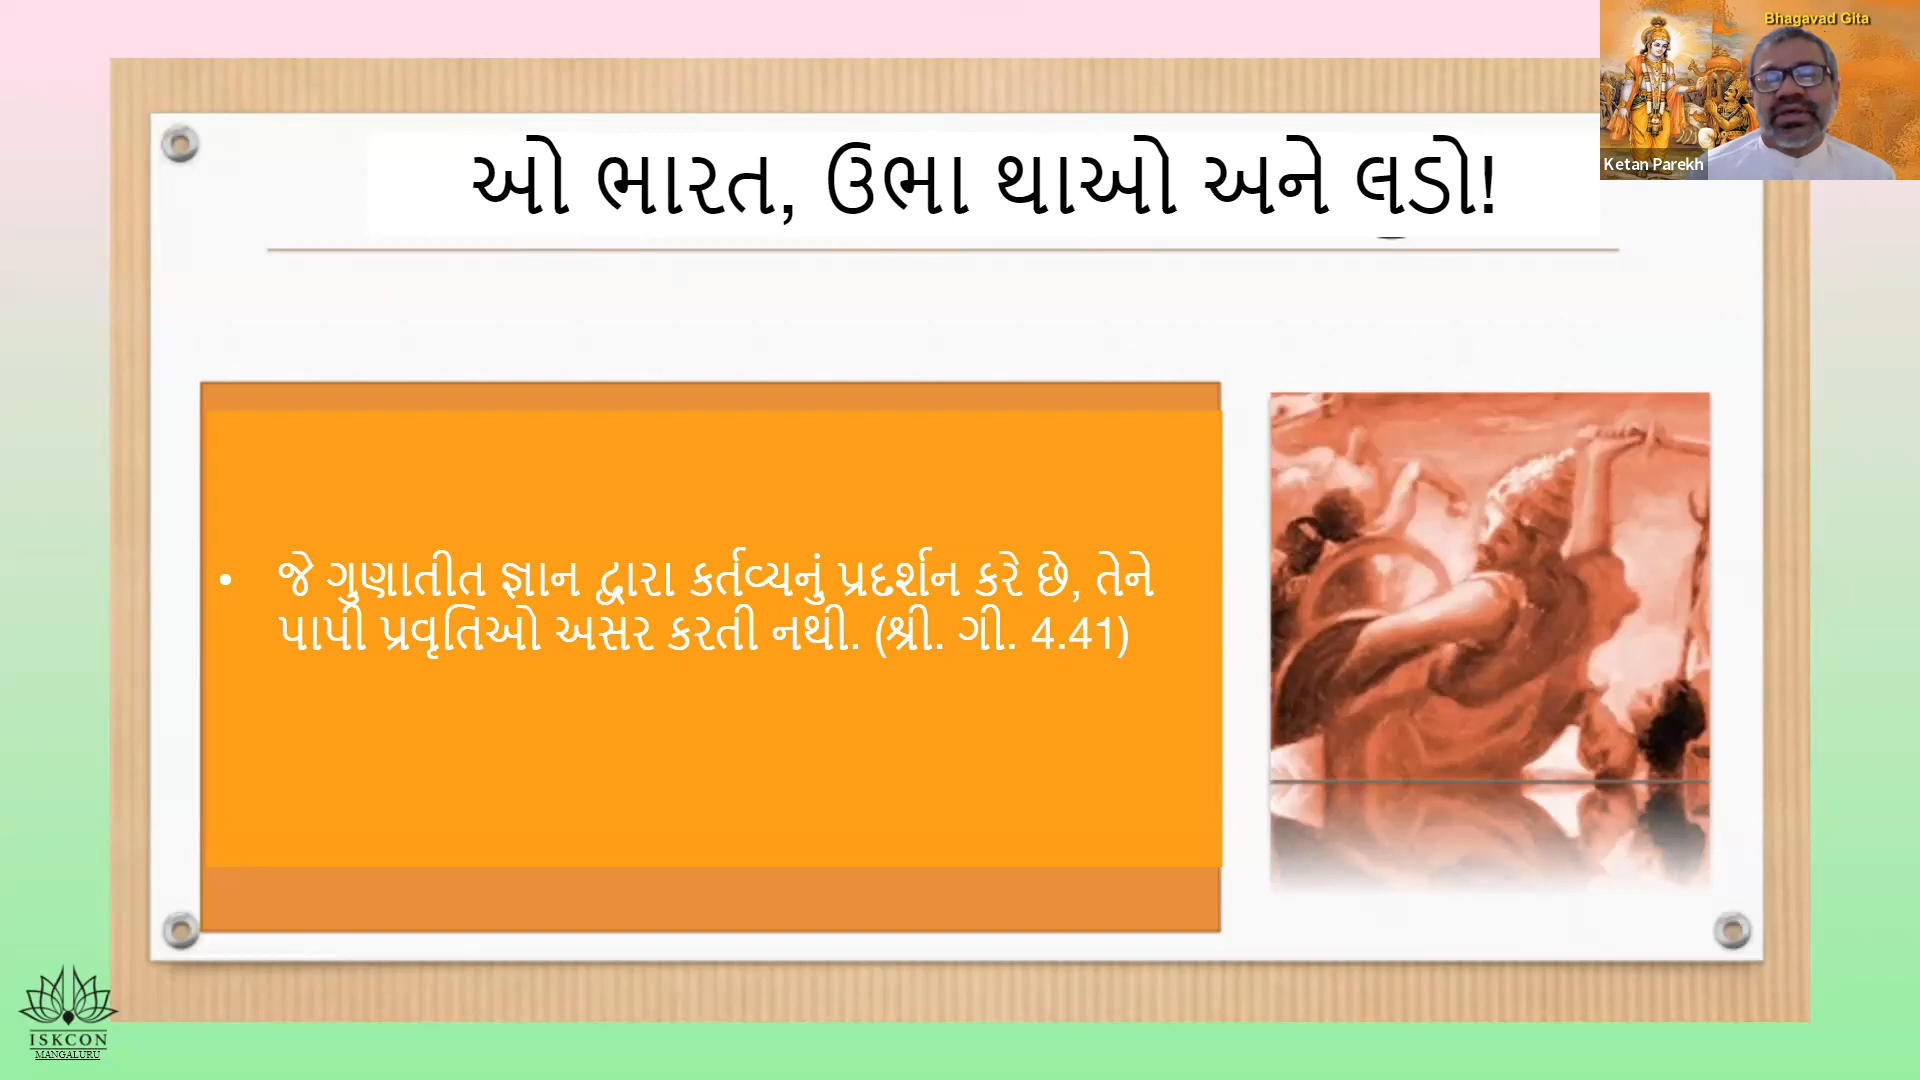 Bhagavad Gita
Ketan Parekh
ઓ ભારત, ઉભા થાઓ અને લડો!
• જે ગુણાતીત જ્ઞાન દ્વારા કર્તવ્યનું પ્રદર્શન કરે છે, તેને
પાપી પ્રવૃતિઓ અસર કરતી નથી. (શ્રી. ગી. 4.41)
ISKCON
MANGALURU